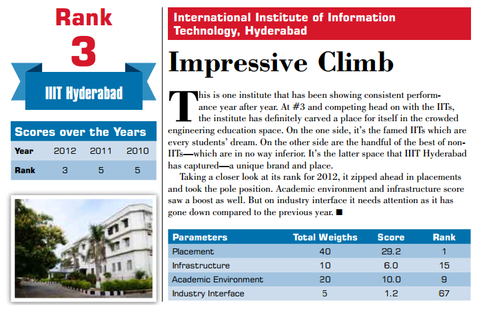 Rank
3
IIIT Hyderabad
Scores over the Years
Year 2012 2011 2010
Rank 3 5 5
International Institute of Information
Technology, Hyderabad
Impressive Climb
This is one institute that has been showing consistent perform-
ance year after year. At #3 and competing head on with the IITs,
the institute has definitely carved a place for itself in the crowded
engineering education space. On the one side, it's the famed IITs which are
every students' dream. On the other side are the handful of the best of non-
IITs—which are in no way inferior. It's the latter space that IIIT Hyderabad
has captured—a unique brand and place.
Taking a closer look at its rank for 2012, it zipped ahead in placements
and took the pole position. Academic environment and infrastructure score
saw a boost as well. But on industry interface it needs attention as it has
gone down compared to the previous year. ■
Parameters Total Weigths Score Rank
Placement 40 29.2 1
Infrastructure 10 6.0 15
Academic Environment 20 10.0 9
Industry Interface 5 1.2 67